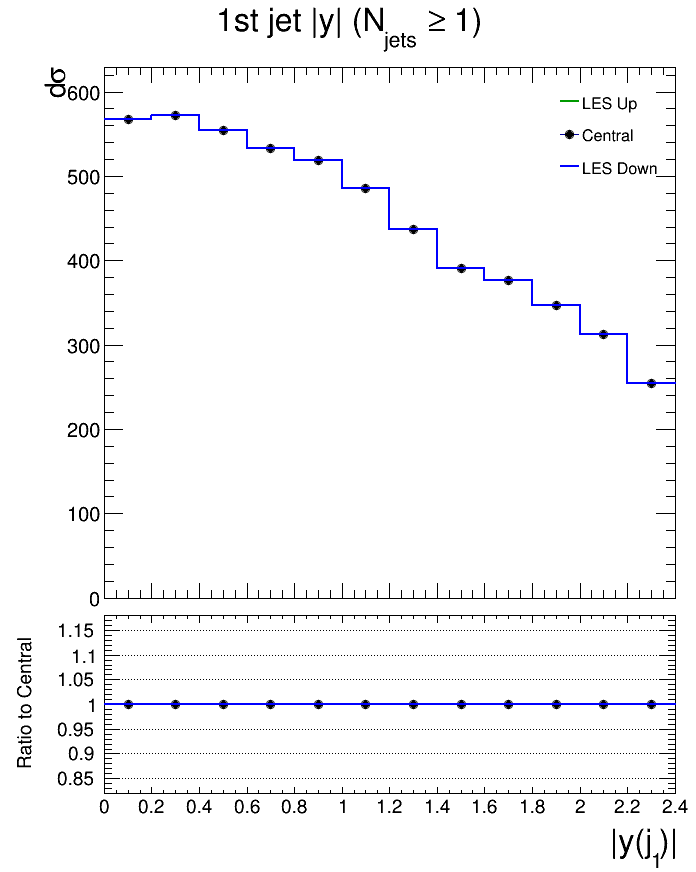 1st jet |y| (N_jets ≥ 1)
dσ
600
500
400
300
200
100
0
LES Up
Central
LES Down
Ratio to Central
1.15
1.1
1.05
1
0.95
0.9
0.85
0 0.2 0.4 0.6 0.8 1 1.2 1.4 1.6 1.8 2 2.2 2.4
|y(j_1)|